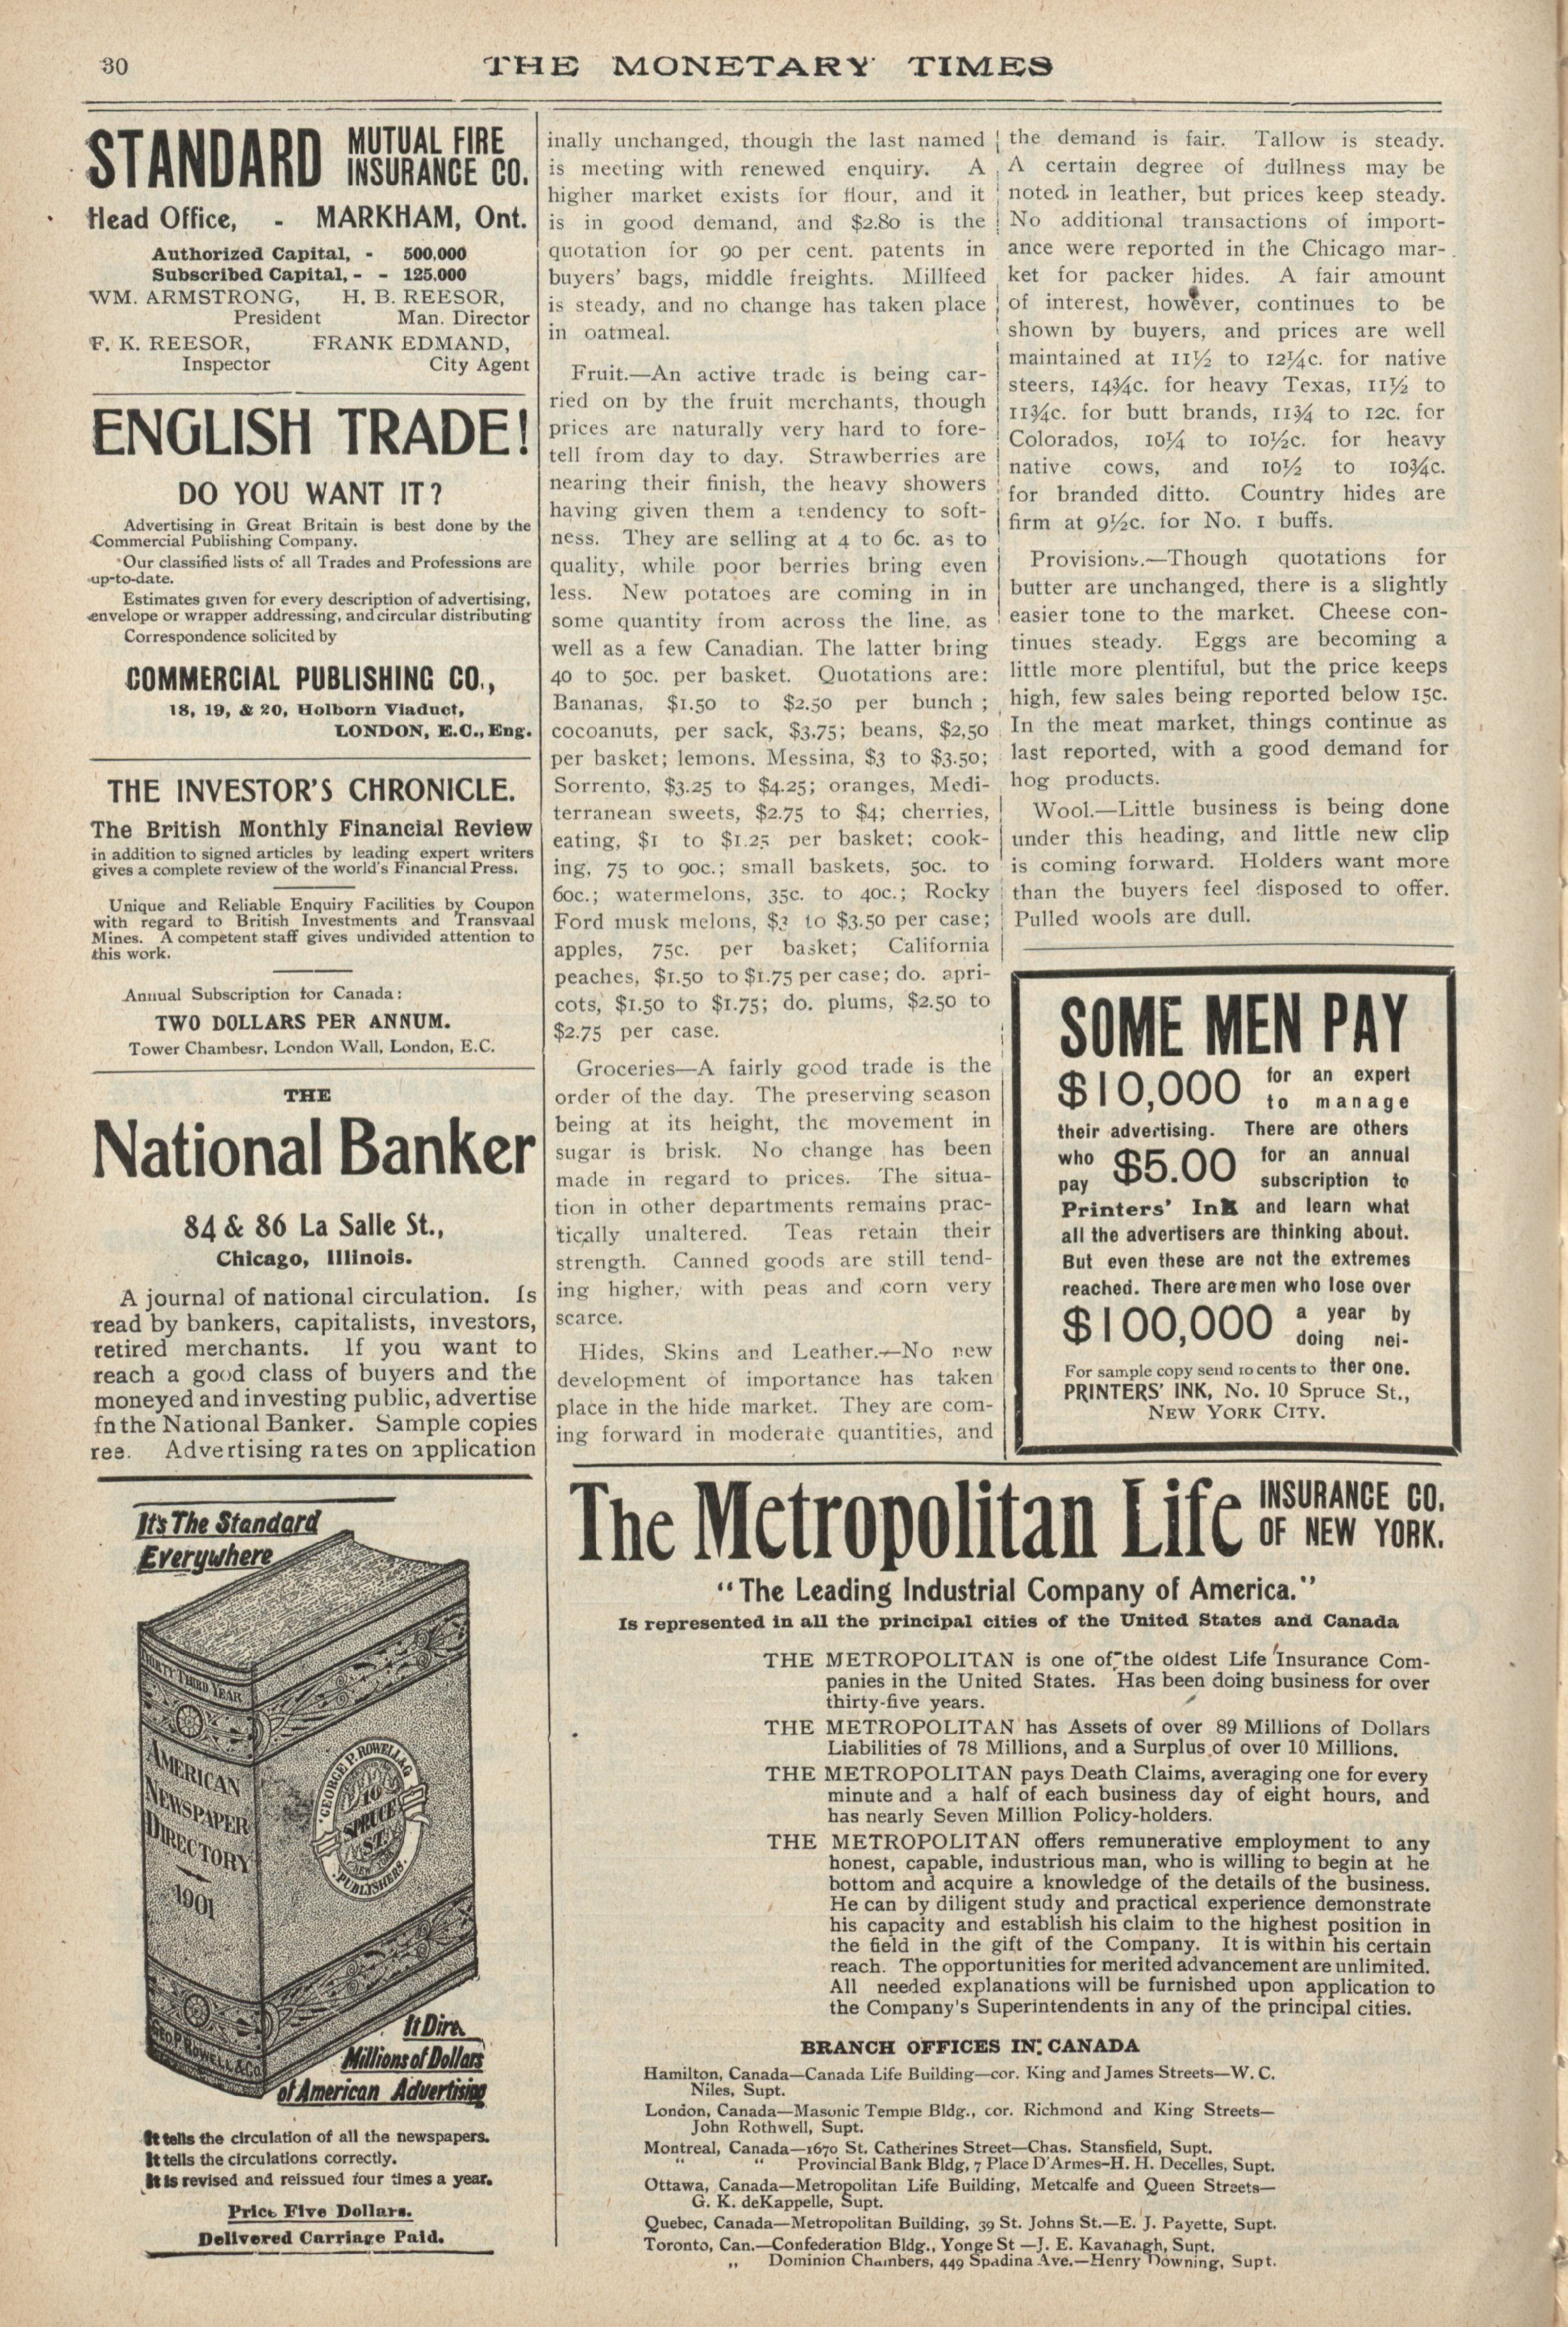 30
THE MONETARY TIMES
STANDARD MUTUAL FIRE
INSURANCE CO.
Head Office, - MARKHAM, Ont.
Authorized Capital, - 500,000
Subscribed Capital, - - 125,000
WM. ARMSTRONG, H. B. REESOR,
President Man. Director
F. K. REESOR, FRANK EDMAND,
Inspector City Agent
ENGLISH TRADE!
DO YOU WANT IT?
Advertising in Great Britain is best done by the
Commercial Publishing Company.
Our classified lists of all Trades and Professions are
up-to-date.
Estimates given for every description of advertising,
envelope or wrapper addressing, and circular distributing
Correspondence solicited by
COMMERCIAL PUBLISHING CO.,
18, 19, & 20, Holborn Viaduct,
LONDON, E.C., Eng.
THE INVESTOR'S CHRONICLE.
The British Monthly Financial Review
in addition to signed articles by leading expert writers
gives a complete review of the world's Financial Press.
Unique and Reliable Enquiry Facilities by Coupon
with regard to British Investments and Transvaal
Mines. A competent staff gives undivided attention to
this work.
Annual Subscription for Canada:
TWO DOLLARS PER ANNUM.
Tower Chambesr, London Wall, London, E.C.
THE
National Banker
84 & 86 La Salle St.,
Chicago, Illinois.
A journal of national circulation. Is
read by bankers, capitalists, investors,
retired merchants. If you want to
reach a good class of buyers and the
moneyed and investing public, advertise
fn the National Banker. Sample copies
ree. Advertising rates on application
It's The Standard
Everywhere
THIRTY THIRD YEAR
AMERICAN
NEWSPAPER
DIRECTORY
1901
GEO. P. ROWELL & CO.
GEORGE P. ROWELL & CO
10
SPRUCE
ST.
NEW YORK
PUBLISHERS.
It Dire
Millions of Dollars
of American Advertising
It tells the circulation of all the newspapers.
It tells the circulations correctly.
It is revised and reissued four times a year.
Price Five Dollars.
Delivered Carriage Paid.
inally unchanged, though the last named
is meeting with renewed enquiry. A
higher market exists for flour, and it
is in good demand, and $2.80 is the
quotation for 90 per cent. patents in
buyers' bags, middle freights. Millfeed
is steady, and no change has taken place
in oatmeal.
Fruit.—An active trade is being car-
ried on by the fruit merchants, though
prices are naturally very hard to fore-
tell from day to day. Strawberries are
nearing their finish, the heavy showers
having given them a tendency to soft-
ness. They are selling at 4 to 6c. as to
quality, while poor berries bring even
less. New potatoes are coming in in
some quantity from across the line, as
well as a few Canadian. The latter bring
40 to 50c. per basket. Quotations are:
Bananas, $1.50 to $2.50 per bunch;
cocoanuts, per sack, $3.75; beans, $2,50
per basket; lemons. Messina, $3 to $3.50;
Sorrento, $3.25 to $4.25; oranges, Medi-
terranean sweets, $2.75 to $4; cherries,
eating, $1 to $1.25 per basket; cook-
ing, 75 to 90c.; small baskets, 50c. to
60c.; watermelons, 35c. to 40c.; Rocky
Ford musk melons, $3 to $3.50 per case;
apples, 75c. per basket; California
peaches, $1.50 to $1.75 per case; do. apri-
cots, $1.50 to $1.75; do. plums, $2.50 to
$2.75 per case.
Groceries—A fairly good trade is the
order of the day. The preserving season
being at its height, the movement in
sugar is brisk. No change has been
made in regard to prices. The situa-
tion in other departments remains prac-
tically unaltered. Teas retain their
strength. Canned goods are still tend-
ing higher, with peas and corn very
scarce.
Hides, Skins and Leather.—No new
development of importance has taken
place in the hide market. They are com-
ing forward in moderate quantities, and
the demand is fair. Tallow is steady.
A certain degree of dullness may be
noted in leather, but prices keep steady.
No additional transactions of import-
ance were reported in the Chicago mar-
ket for packer hides. A fair amount
of interest, however, continues to be
shown by buyers, and prices are well
maintained at 11½ to 12¼c. for native
steers, 14¾c. for heavy Texas, 11½ to
11¾c. for butt brands, 11¾ to 12c. for
Colorados, 10¼ to 10½c. for heavy
native cows, and 10½ to 10¾c.
for branded ditto. Country hides are
firm at 9½c. for No. 1 buffs.
Provisions.—Though quotations for
butter are unchanged, there is a slightly
easier tone to the market. Cheese con-
tinues steady. Eggs are becoming a
little more plentiful, but the price keeps
high, few sales being reported below 15c.
In the meat market, things continue as
last reported, with a good demand for
hog products.
Wool.—Little business is being done
under this heading, and little new clip
is coming forward. Holders want more
than the buyers feel disposed to offer.
Pulled wools are dull.
SOME MEN PAY
$10,000 for an expert
to manage
their advertising. There are others
who pay $5.00 for an annual
subscription to
Printers' Ink and learn what
all the advertisers are thinking about.
But even these are not the extremes
reached. There are men who lose over
$100,000 a year by
doing nei-
For sample copy send 10 cents to ther one.
PRINTERS' INK, No. 10 Spruce St.,
NEW YORK CITY.
The Metropolitan Life INSURANCE CO.
OF NEW YORK.
"The Leading Industrial Company of America."
Is represented in all the principal cities of the United States and Canada
THE METROPOLITAN is one of the oldest Life Insurance Com-
panies in the United States. Has been doing business for over
thirty-five years.
THE METROPOLITAN has Assets of over 89 Millions of Dollars
Liabilities of 78 Millions, and a Surplus of over 10 Millions.
THE METROPOLITAN pays Death Claims, averaging one for every
minute and a half of each business day of eight hours, and
has nearly Seven Million Policy-holders.
THE METROPOLITAN offers remunerative employment to any
honest, capable, industrious man, who is willing to begin at he
bottom and acquire a knowledge of the details of the business.
He can by diligent study and practical experience demonstrate
his capacity and establish his claim to the highest position in
the field in the gift of the Company. It is within his certain
reach. The opportunities for merited advancement are unlimited.
All needed explanations will be furnished upon application to
the Company's Superintendents in any of the principal cities.
BRANCH OFFICES IN CANADA
Hamilton, Canada—Canada Life Building—cor. King and James Streets—W. C.
Niles, Supt.
London, Canada—Masonic Temple Bldg., cor. Richmond and King Streets—
John Rothwell, Supt.
Montreal, Canada—1670 St. Catherines Street—Chas. Stansfield, Supt.
" " Provincial Bank Bldg, 7 Place D'Armes—H. H. Decelles, Supt.
Ottawa, Canada—Metropolitan Life Building, Metcalfe and Queen Streets—
G. K. deKappelle, Supt.
Quebec, Canada—Metropolitan Building, 39 St. Johns St.—E. J. Payette, Supt.
Toronto, Can.—Confederation Bldg., Yonge St—J. E. Kavanagh, Supt.
" Dominion Chambers, 449 Spadina Ave.—Henry Downing, Supt.